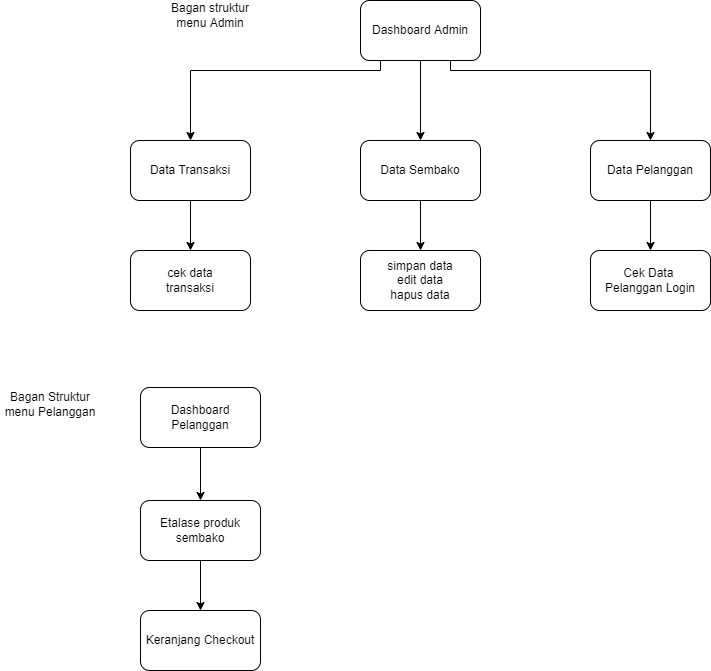 Bagan struktur
menu Admin
Dashboard Admin
Data Transaksi
Data Sembako
Data Pelanggan
cek data
transaksi
simpan data
edit data
hapus data
Cek Data
Pelanggan Login
Bagan Struktur
menu Pelanggan
Dashboard
Pelanggan
Etalase produk
sembako
Keranjang Checkout